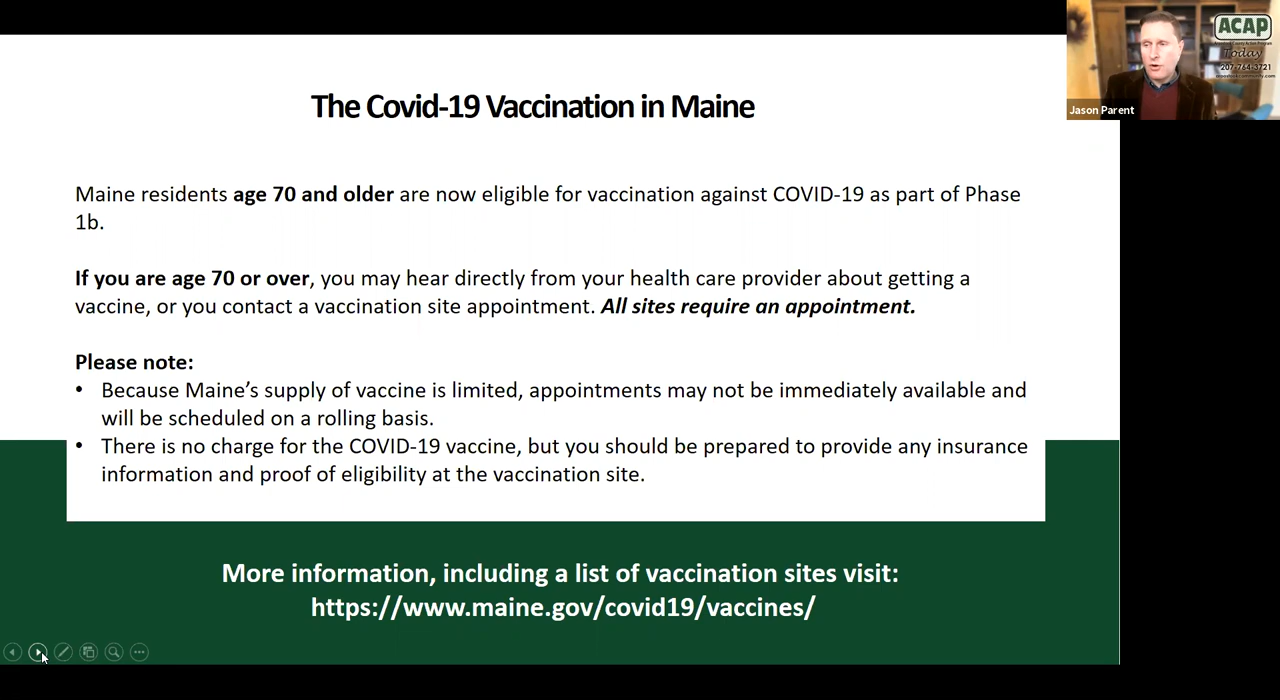 The Covid-19 Vaccination in Maine
Maine residents age 70 and older are now eligible for vaccination against COVID-19 as part of Phase
1b.
If you are age 70 or over, you may hear directly from your health care provider about getting a
vaccine, or you contact a vaccination site appointment. All sites require an appointment.
Please note:
• Because Maine’s supply of vaccine is limited, appointments may not be immediately available and
will be scheduled on a rolling basis.
• There is no charge for the COVID-19 vaccine, but you should be prepared to provide any insurance
information and proof of eligibility at the vaccination site.
More information, including a list of vaccination sites visit:
https://www.maine.gov/covid19/vaccines/
ACAP
Today
207-764-3721
Jason Parent